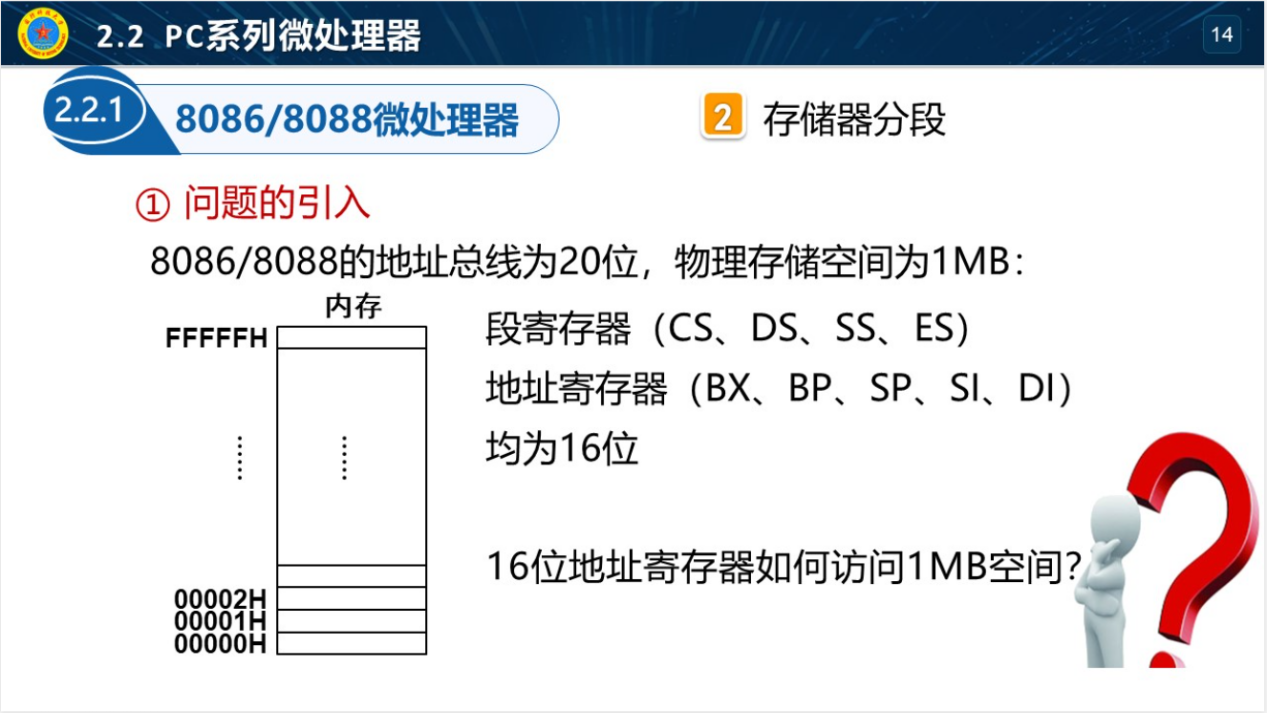 2.2 PC系列微处理器
14
2.2.1
8086/8088微处理器
2 存储器分段
① 问题的引入
8086/8088的地址总线为20位，物理存储空间为1MB：
内存
FFFFFH
段寄存器（CS、DS、SS、ES）
地址寄存器（BX、BP、SP、SI、DI）
均为16位
16位地址寄存器如何访问1MB空间？
00002H
00001H
00000H